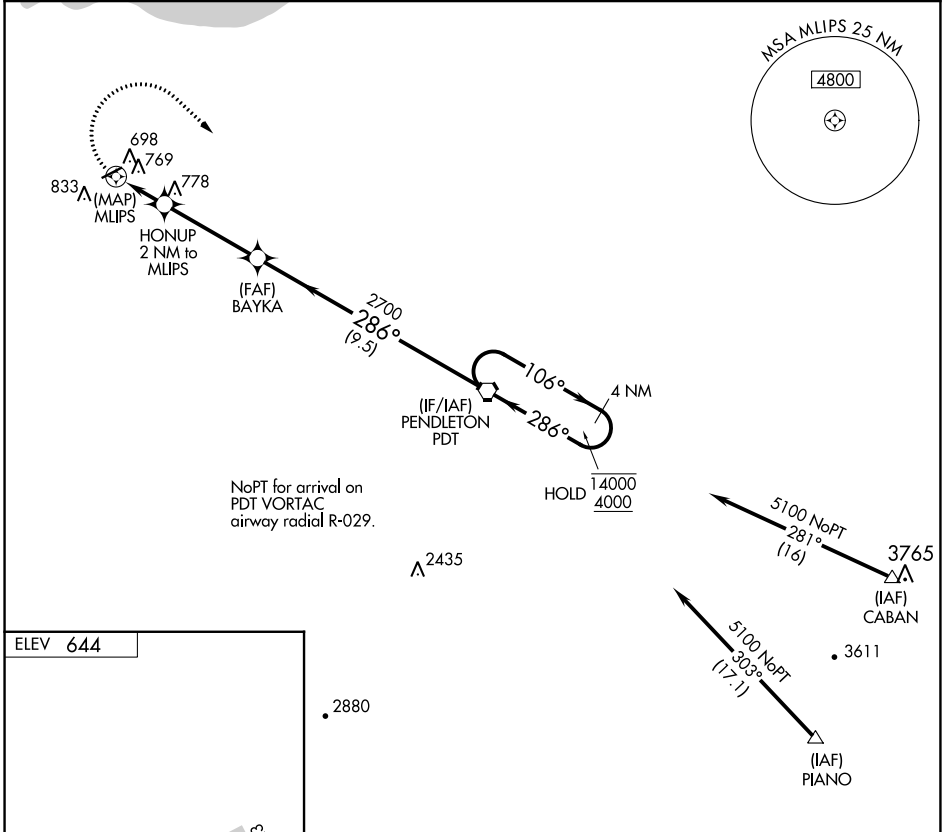 MSA MLIPS 25 NM
4800
698
769
833
778
(MAP)
MLIPS
HONUP
2 NM to
MLIPS
(FAF)
BAYKA
2700
286°
(9.5)
106°
4 NM
(IF/IAF)
PENDLETON
PDT
286°
HOLD
14000
4000
NoPT for arrival on
PDT VORTAC
airway radial R-029.
5100 NoPT
281°
(16)
3765
(IAF)
CABAN
2435
5100 NoPT
303°
(17.1)
3611
(IAF)
PIANO
ELEV 644
2880